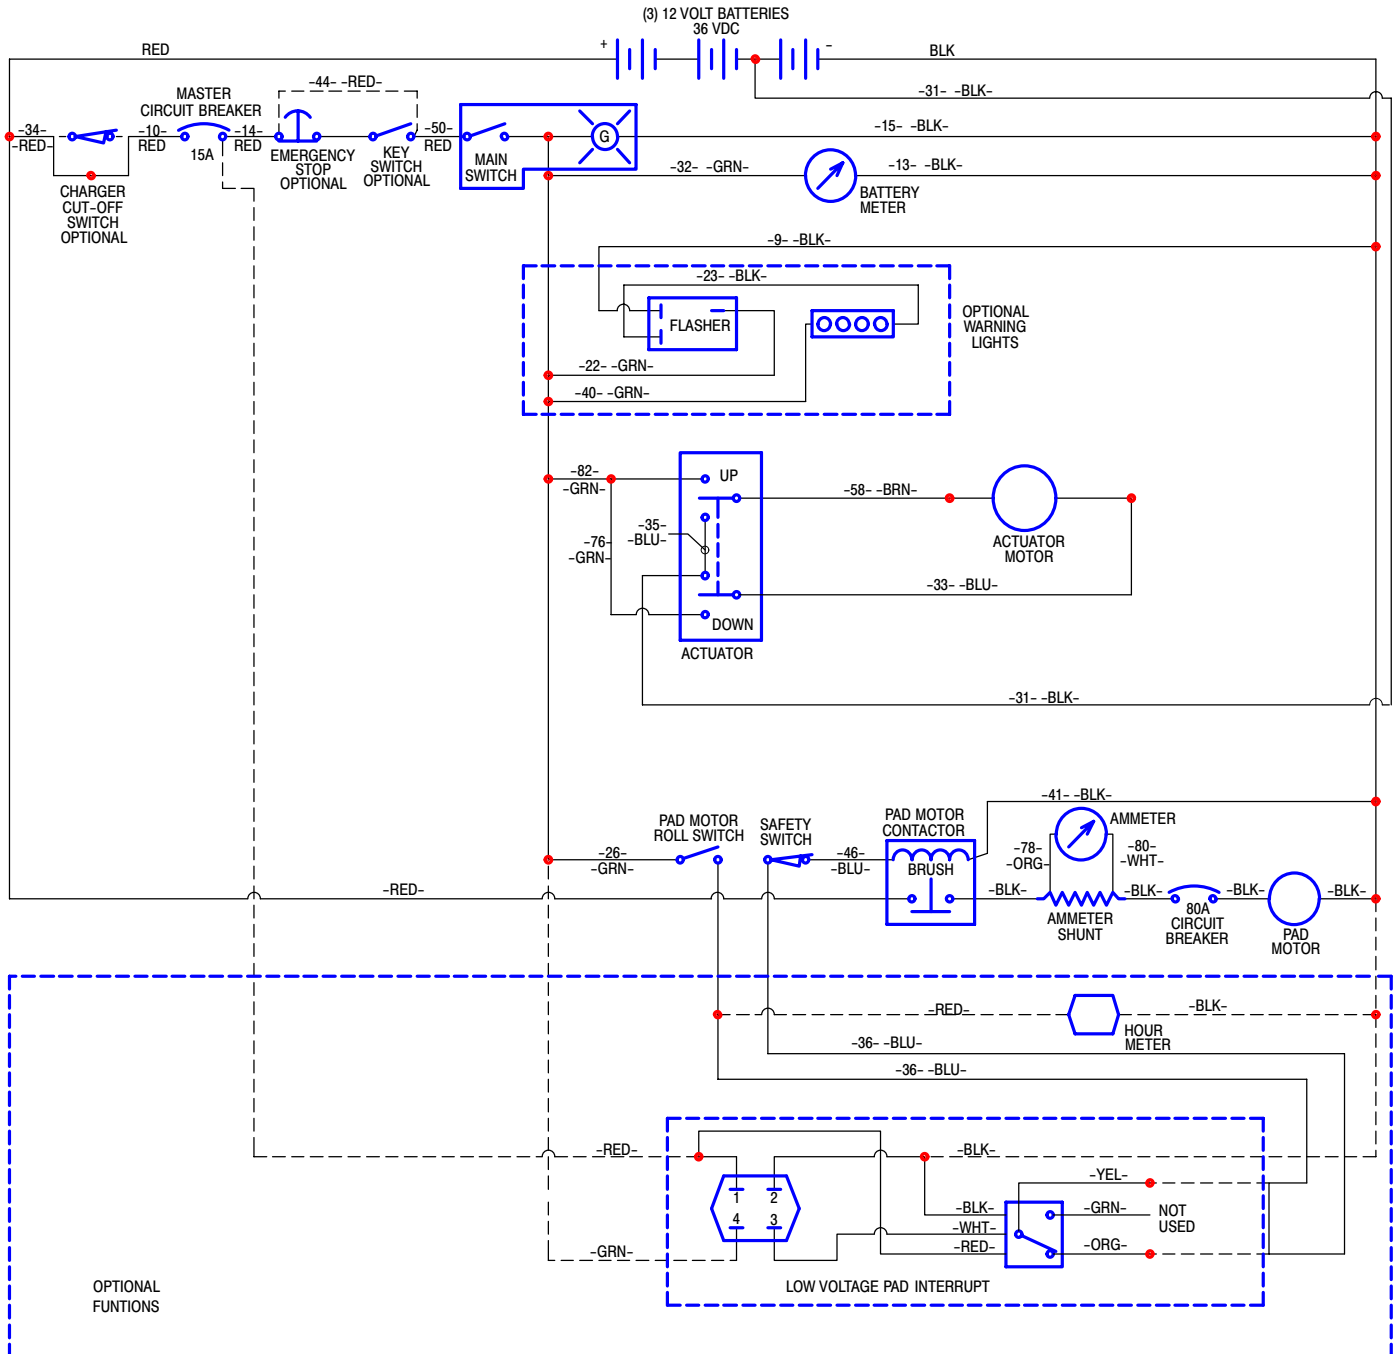 (3) 12 VOLT BATTERIES
36 VDC
+
-
RED
BLK
-31- -BLK-
-44- -RED-
MASTER
CIRCUIT BREAKER
-34-
-RED-
-10-
RED
15A
-14-
RED
EMERGENCY
STOP
OPTIONAL
KEY
SWITCH
OPTIONAL
-50-
RED
MAIN
SWITCH
G
-15- -BLK-
-32- -GRN-
-13- -BLK-
BATTERY
METER
CHARGER
CUT-OFF
SWITCH
OPTIONAL
-9- -BLK-
-23- -BLK-
FLASHER
OPTIONAL
WARNING
LIGHTS
-22- -GRN-
-40- -GRN-
-82-
-GRN-
UP
-58- -BRN-
-35-
-BLU-
-76-
-GRN-
ACTUATOR
MOTOR
-33- -BLU-
DOWN
ACTUATOR
-31- -BLK-
-41- -BLK-
PAD MOTOR
ROLL SWITCH
SAFETY
SWITCH
PAD MOTOR
CONTACTOR
AMMETER
-26-
-GRN-
-46-
-BLU-
BRUSH
-78-
-ORG-
-80-
-WHT-
-RED-
-BLK-
AMMETER
SHUNT
-BLK-
80A
CIRCUIT
BREAKER
-BLK-
PAD
MOTOR
-BLK-
-RED-
-BLK-
HOUR
METER
-36- -BLU-
-36- -BLU-
-RED-
-BLK-
-YEL-
1
2
4
3
-BLK-
-GRN-
NOT
USED
-WHT-
-RED-
-ORG-
-GRN-
LOW VOLTAGE PAD INTERRUPT
OPTIONAL
FUNTIONS